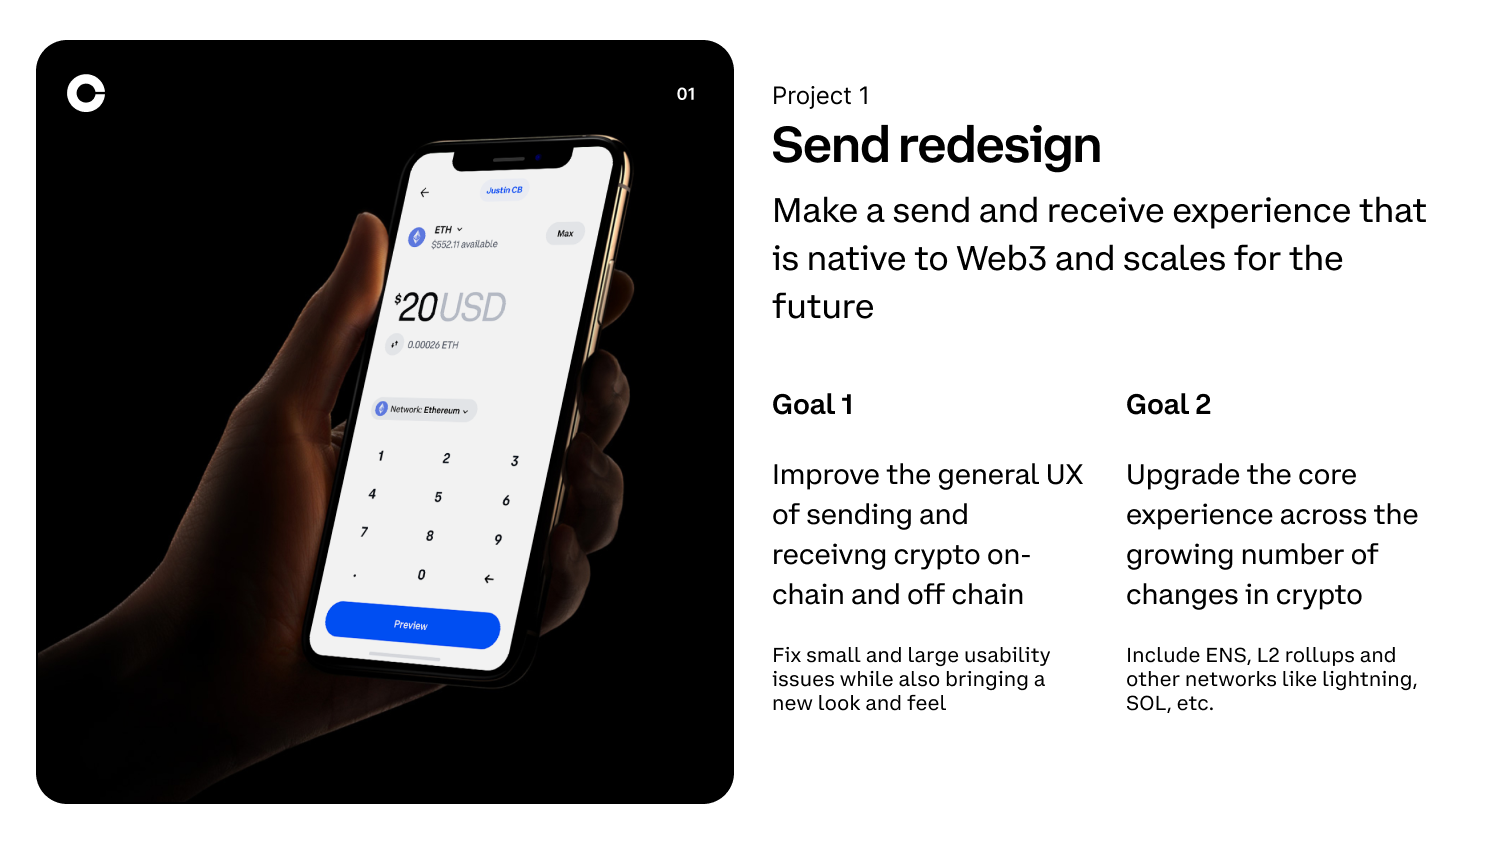 01
Justin CB
ETH
$552.11 available
Max
$20 USD
0.00026 ETH
Network: Ethereum
1 2 3
4 5 6
7 8 9
. 0
Preview
Project 1
Send redesign
Make a send and receive experience that
is native to Web3 and scales for the
future
Goal 1
Improve the general UX
of sending and
receivng crypto on-
chain and off chain
Fix small and large usability
issues while also bringing a
new look and feel
Goal 2
Upgrade the core
experience across the
growing number of
changes in crypto
Include ENS, L2 rollups and
other networks like lightning,
SOL, etc.